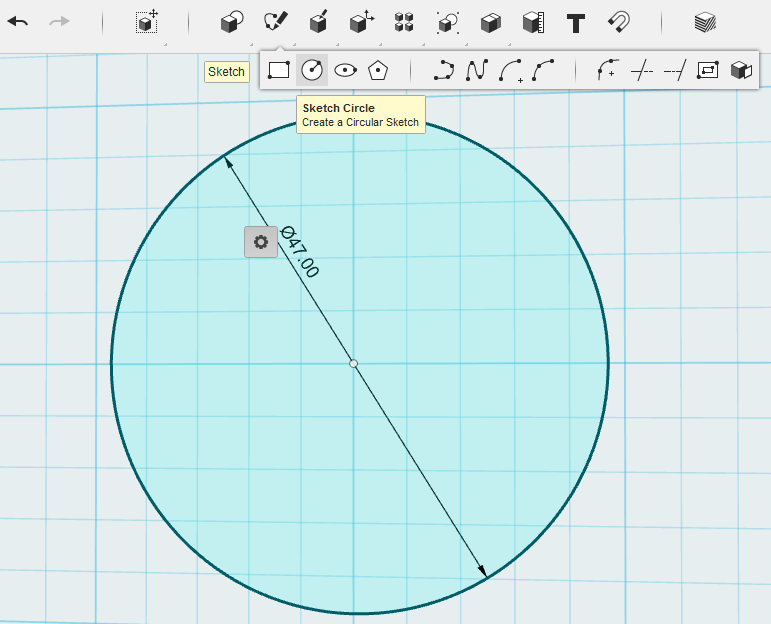 T
Sketch
Sketch Circle
Create a Circular Sketch
Ø47.00